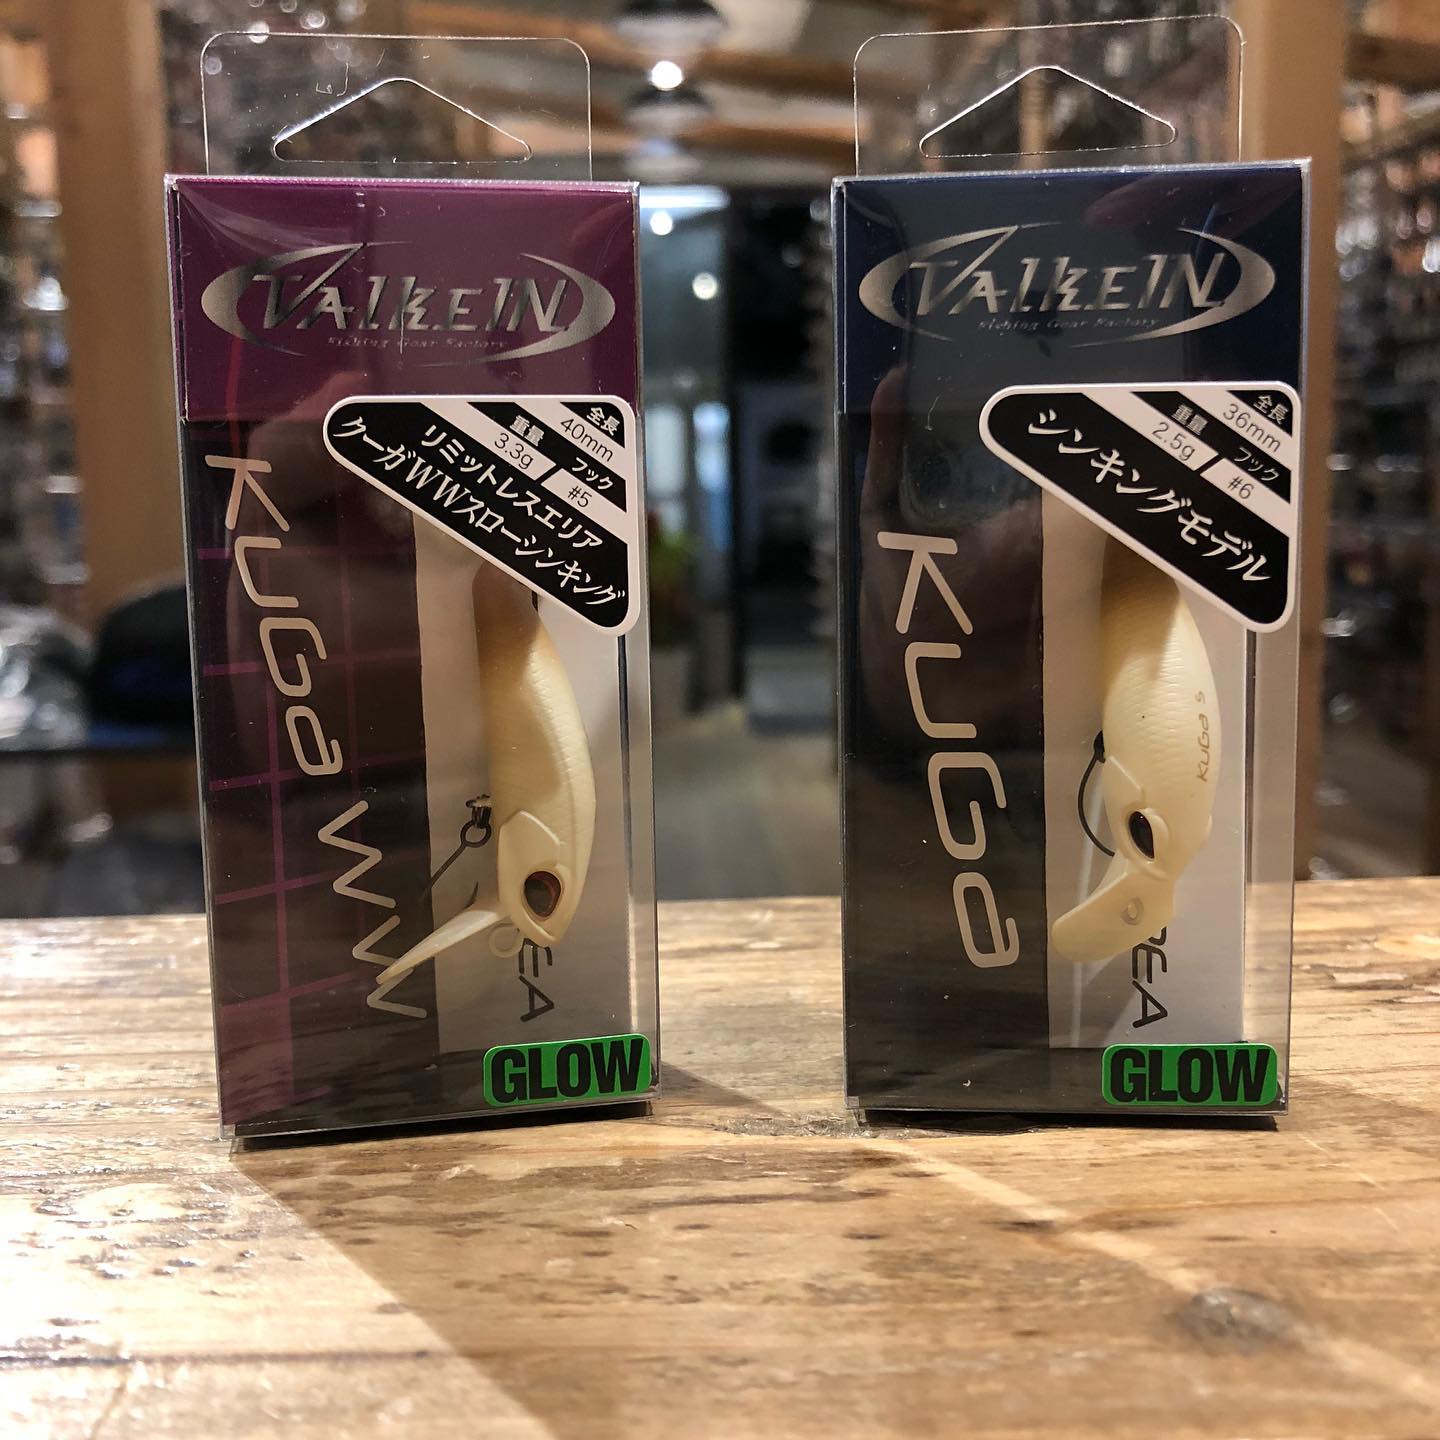 ValkeIN
Fishing Gear Factory
全長
40mm
重量
3.3g
フック
#5
リミットレスエリア
クーガWWスローシンキング
KuGa WW
EA
GLOW
ValkeIN
Fishing Gear Factory
全長
36mm
重量
2.5g
フック
#6
シンキングモデル
KuGa
KuGa S
EA
GLOW